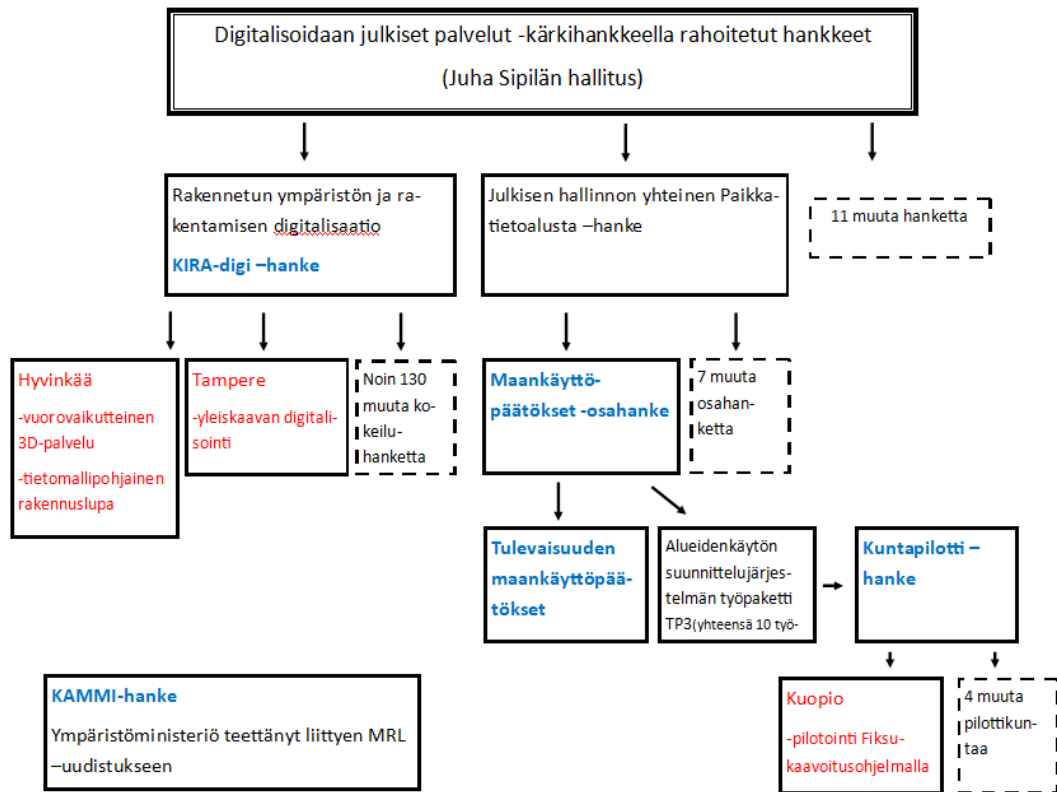 Digitalisoidaan julkiset palvelut -kärkihankkeella rahoitetut hankkeet
(Juha Sipilän hallitus)
Rakennetun ympäristön ja ra-
kentamisen digitalisaatio
KIRA-digi –hanke
Julkisen hallinnon yhteinen Paikka-
tietoalusta –hanke
11 muuta hanketta
Hyvinkää
-vuorovaikutteinen
3D-palvelu
-tietomallipohjainen
rakennuslupa
Tampere
-yleiskaavan digitali-
sointi
Noin 130
muuta ko-
keilu-
hanketta
Maankäyttö-
päätökset -osahanke
7 muuta
osahan-
ketta
Tulevaisuuden
maankäyttöpää-
tökset
Alueidenkäytön
suunnittelujärjes-
telmän työpaketti
TP3(yhteensä 10 työ-
Kuntapilotti –
hanke
KAMMI-hanke
Ympäristöministeriö teettänyt liittyen MRL
–uudistukseen
Kuopio
-pilotointi Fiksu-
kaavoitusohjelmalla
4 muuta
pilottikun-
taa